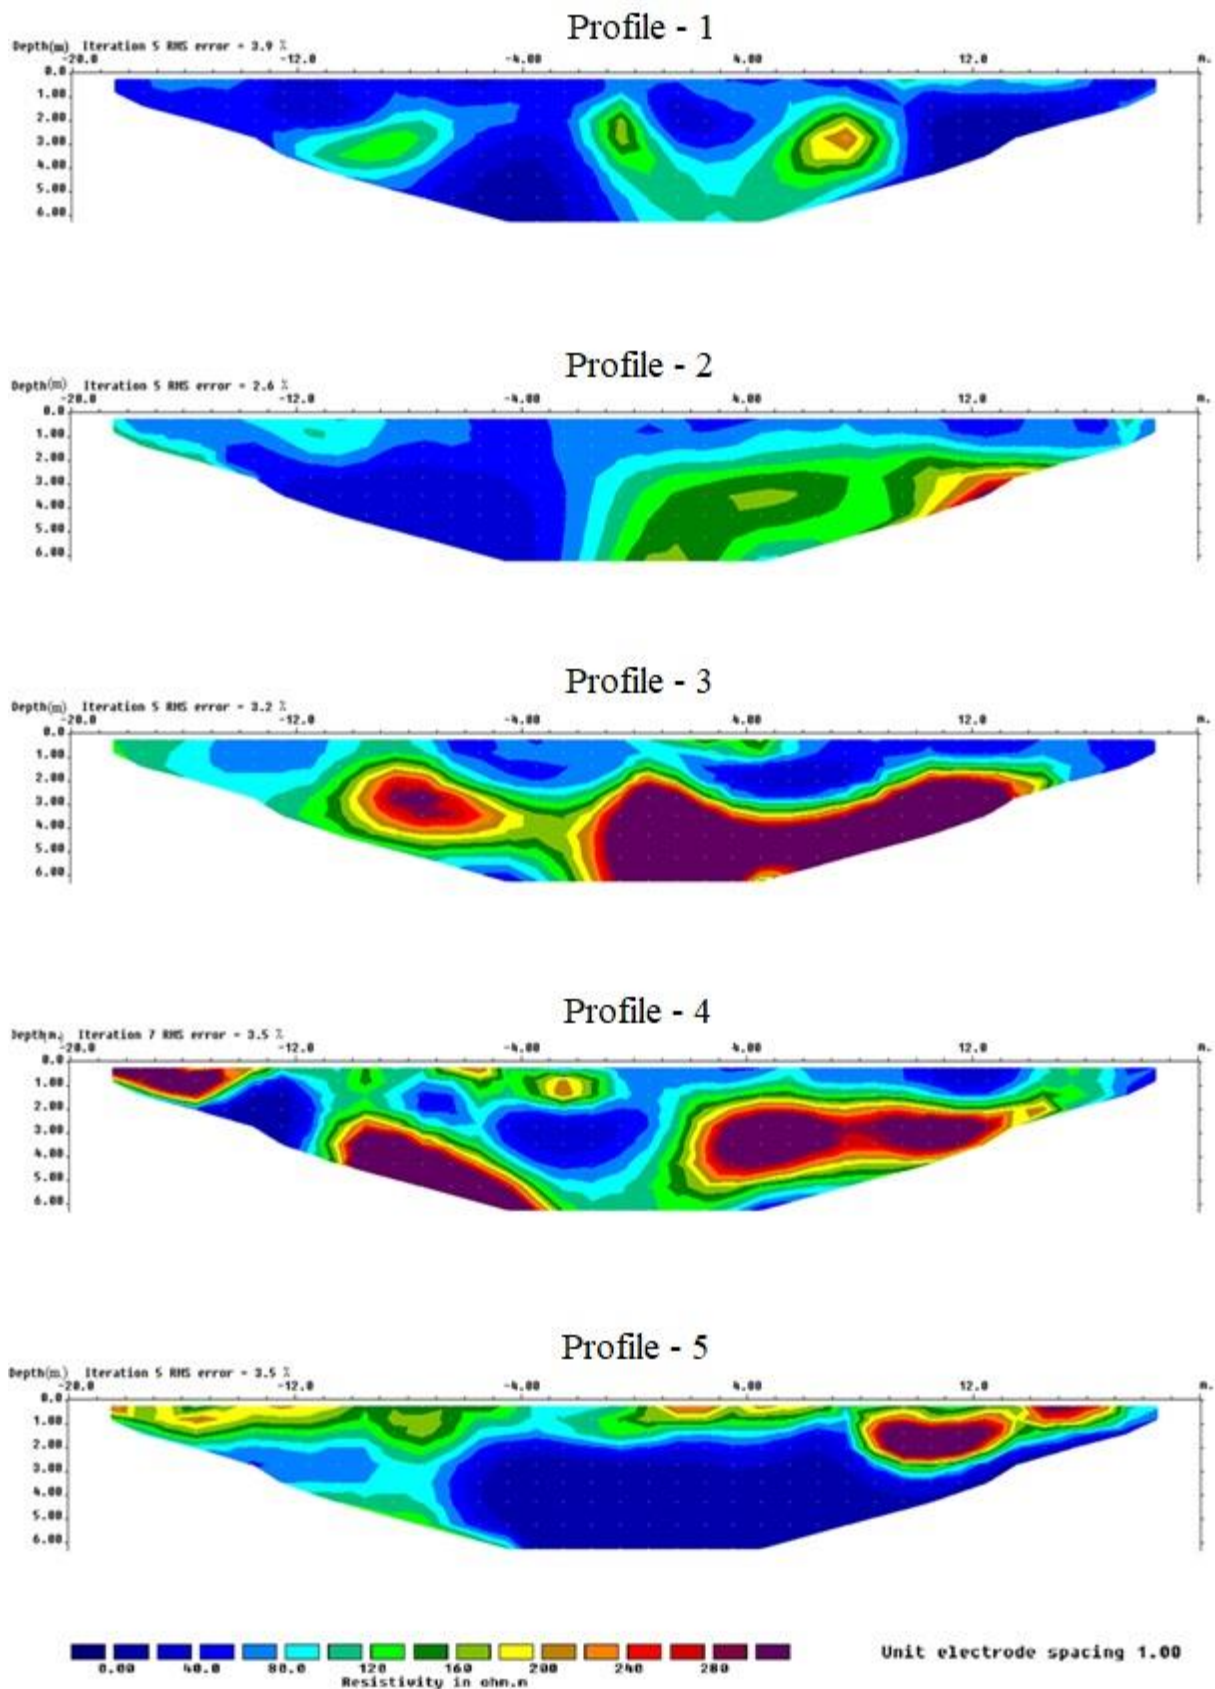 Profile - 1
Depth(m) Iteration 5 RMS error = 3.9 %
-20.0 -12.0 -4.00 4.00 12.0 m.
0.0
1.00
2.00
3.00
4.00
5.00
6.00
Profile - 2
Depth(m) Iteration 5 RMS error = 2.6 %
-20.0 -12.0 -4.00 4.00 12.0 m.
0.0
1.00
2.00
3.00
4.00
5.00
6.00
Profile - 3
Depth(m) Iteration 5 RMS error = 3.2 %
-20.0 -12.0 -4.00 4.00 12.0 m.
0.0
1.00
2.00
3.00
4.00
5.00
6.00
Profile - 4
Depth(m. Iteration 7 RMS error = 3.5 %
-20.0 -12.0 -4.00 4.00 12.0 m.
0.0
1.00
2.00
3.00
4.00
5.00
6.00
Profile - 5
Depth(m.) Iteration 5 RMS error = 3.5 %
-20.0 -12.0 -4.00 4.00 12.0 m.
0.0
1.00
2.00
3.00
4.00
5.00
6.00
0.00 40.0 80.0 120 160 200 240 280
Resistivity in ohm.m
Unit electrode spacing 1.00